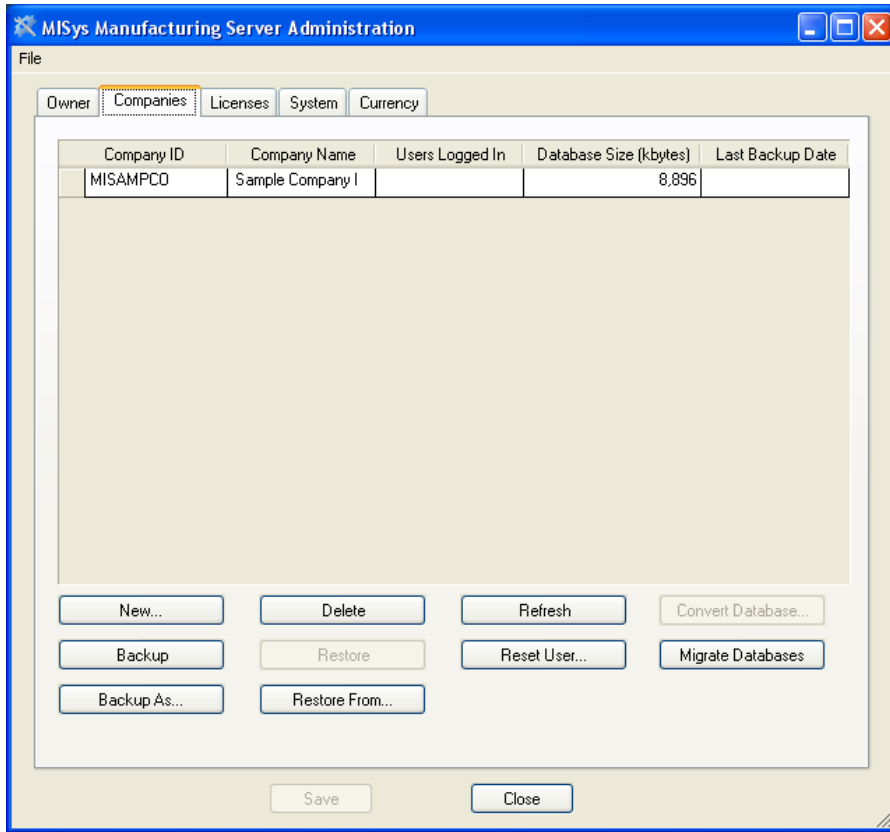 MISys Manufacturing Server Administration
File
Owner Companies Licenses System Currency
Company ID Company Name Users Logged In Database Size (kbytes) Last Backup Date
MISAMPCO Sample Company I 8,896
New... Delete Refresh Convert Database...
Backup Restore Reset User... Migrate Databases
Backup As... Restore From...
Save Close